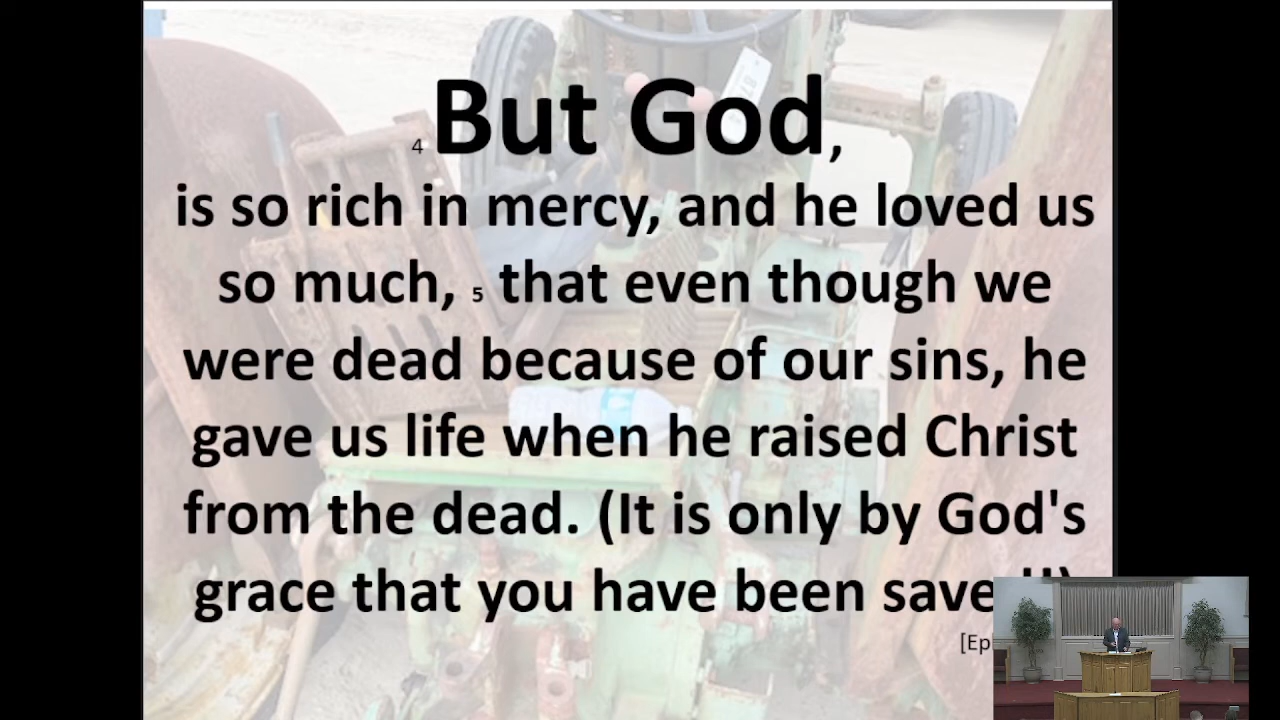 4 But God,
is so rich in mercy, and he loved us
so much, 5 that even though we
were dead because of our sins, he
gave us life when he raised Christ
from the dead. (It is only by God's
grace that you have been